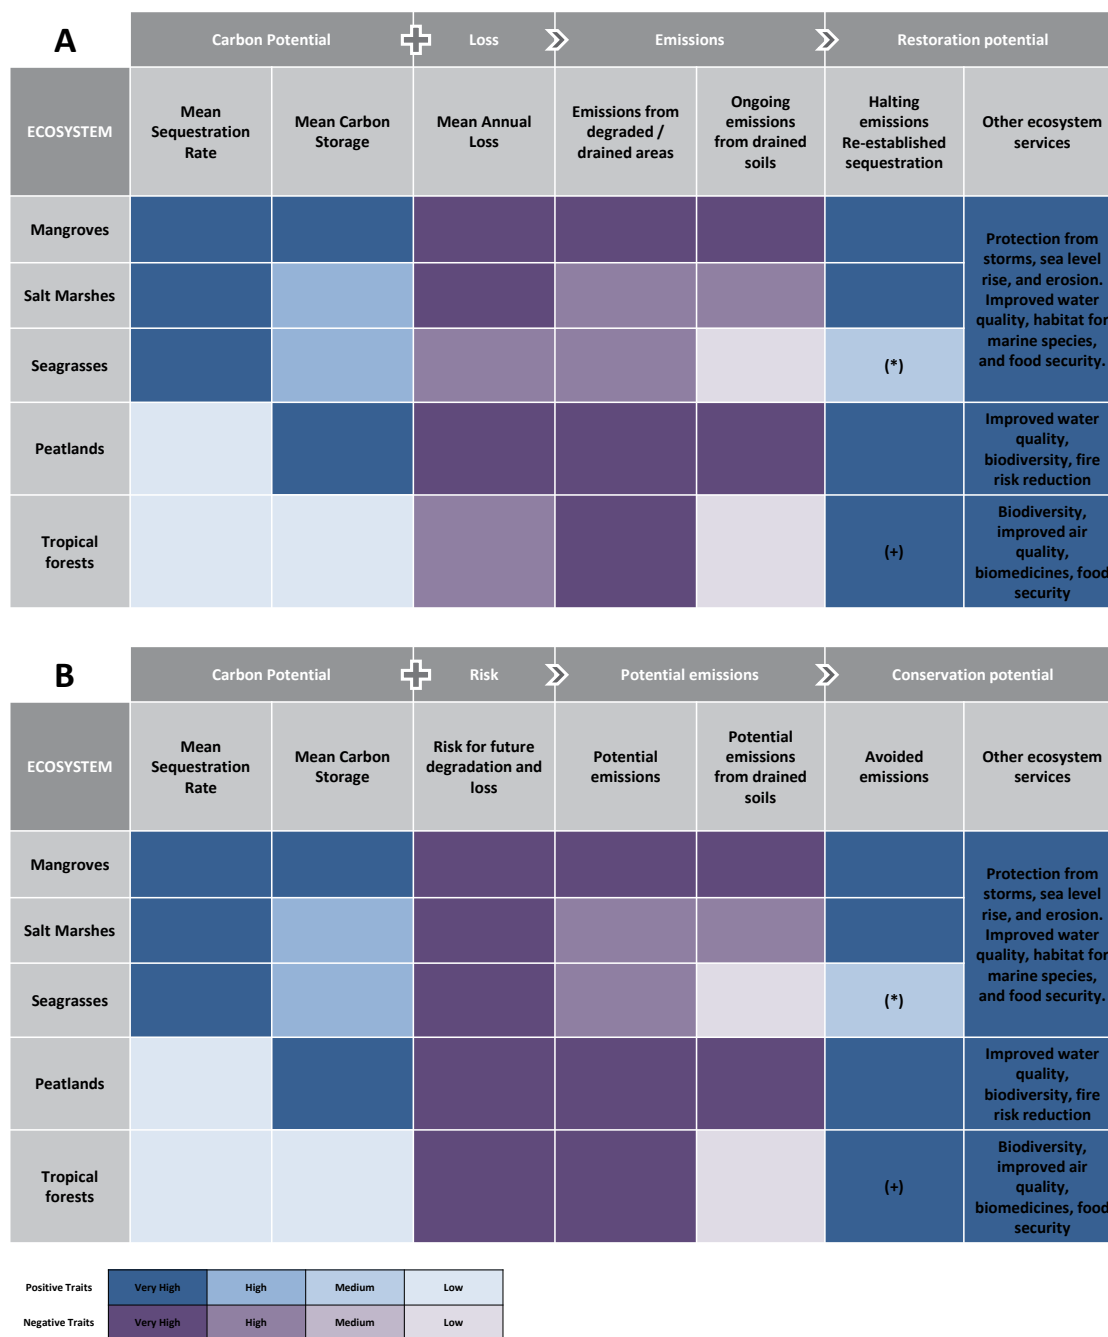 A
Carbon Potential
Loss
Emissions
Restoration potential
ECOSYSTEM
Mean
Sequestration
Rate
Mean Carbon
Storage
Mean Annual
Loss
Emissions from
degraded /
drained areas
Ongoing
emissions
from drained
soils
Halting
emissions
Re-established
sequestration
Other ecosystem
services
Mangroves
Salt Marshes
Seagrasses
(*)
Protection from
storms, sea level
rise, and erosion.
Improved water
quality, habitat for
marine species,
and food security.
Peatlands
Improved water
quality,
biodiversity, fire
risk reduction
Tropical
forests
(+)
Biodiversity,
improved air
quality,
biomedicines, food
security
B
Carbon Potential
Risk
Potential emissions
Conservation potential
ECOSYSTEM
Mean
Sequestration
Rate
Mean Carbon
Storage
Risk for future
degradation and
loss
Potential
emissions
Potential
emissions
from drained
soils
Avoided
emissions
Other ecosystem
services
Mangroves
Salt Marshes
Seagrasses
(*)
Protection from
storms, sea level
rise, and erosion.
Improved water
quality, habitat for
marine species,
and food security.
Peatlands
Improved water
quality,
biodiversity, fire
risk reduction
Tropical
forests
(+)
Biodiversity,
improved air
quality,
biomedicines, food
security
Positive Traits
Very High
High
Medium
Low
Negative Traits
Very High
High
Medium
Low